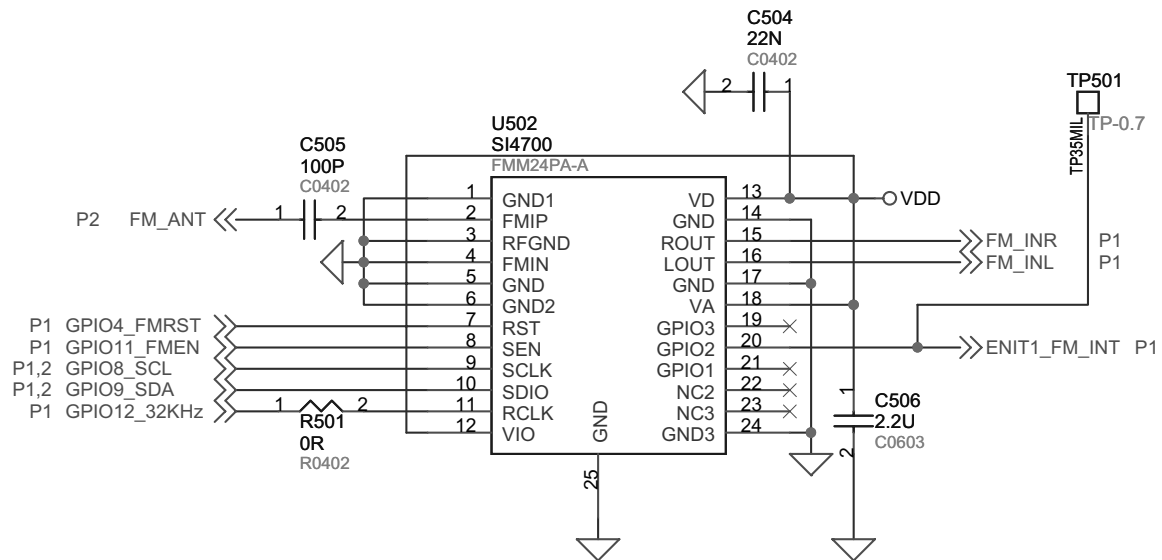 C504
22N
C0402
2
1
TP501
TP-0.7
TP35MIL
U502
SI4700
FMM24PA-A
C505
100P
C0402
P2 FM_ANT
1
2
1 GND1
2 FMIP
3 RFGND
4 FMIN
5 GND
6 GND2
7 RST
8 SEN
9 SCLK
10 SDIO
11 RCLK
12 VIO
VD 13
GND 14
ROUT 15
LOUT 16
GND 17
VA 18
GPIO3 19
GPIO2 20
GPIO1 21
NC2 22
NC3 23
GND3 24
GND
25
VDD
FM_INR P1
FM_INL P1
ENIT1_FM_INT P1
P1 GPIO4_FMRST
P1 GPIO11_FMEN
P1,2 GPIO8_SCL
P1,2 GPIO9_SDA
P1 GPIO12_32KHz
1
2
R501
0R
R0402
1
C506
2.2U
C0603
2